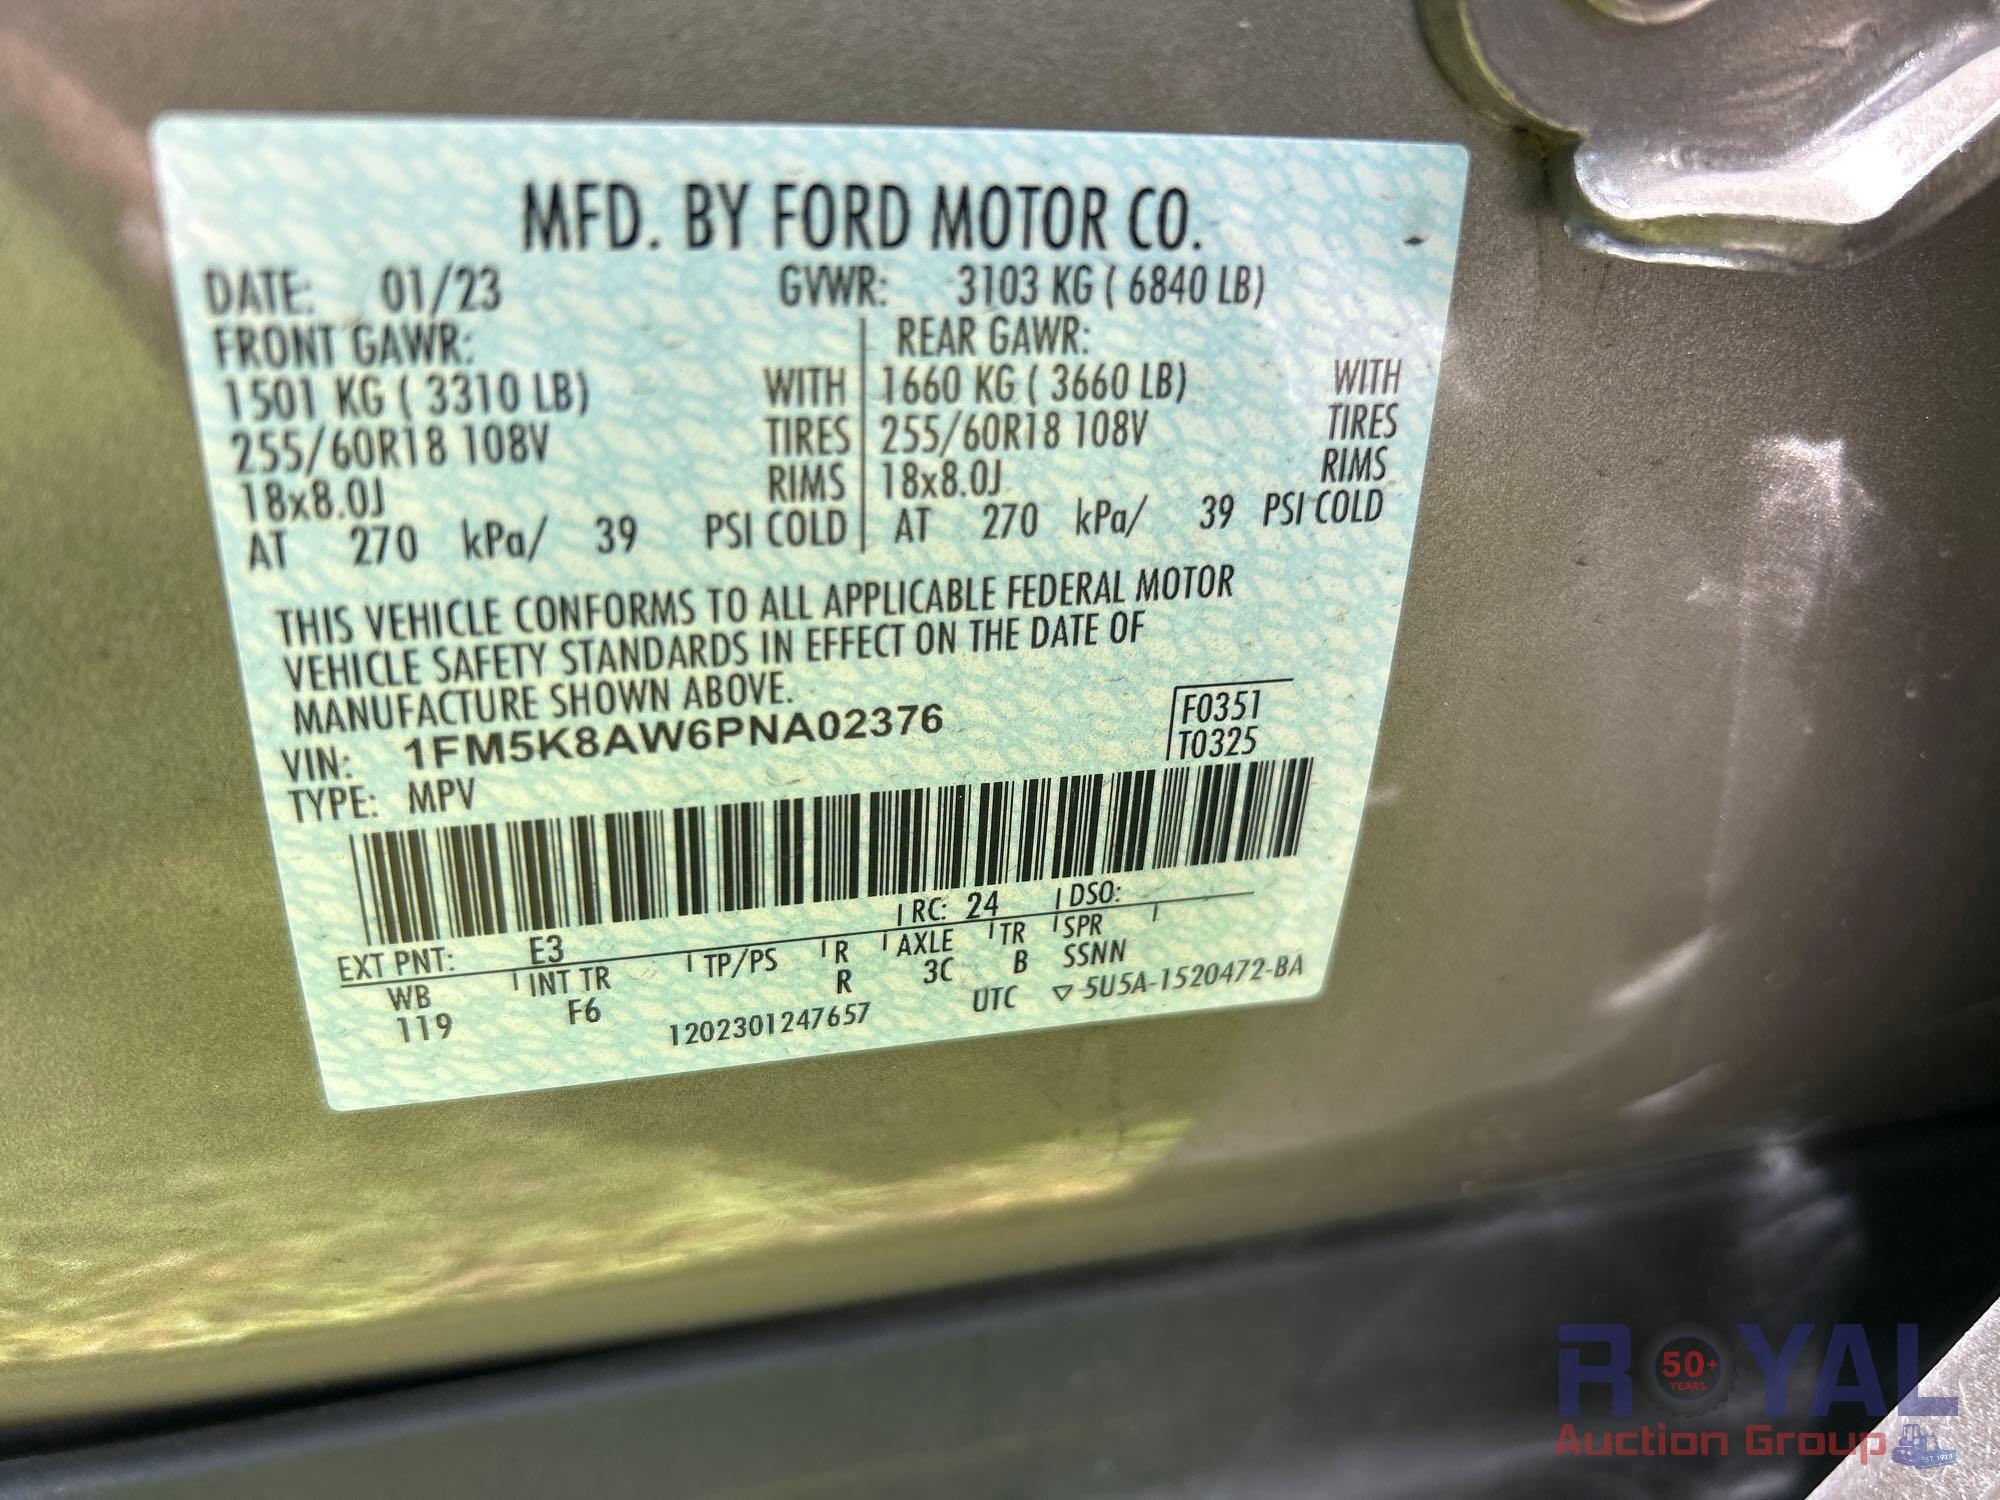 MFD. BY FORD MOTOR CO.
DATE: 01/23 GVWR: 3103 KG ( 6840 LB)
FRONT GAWR: REAR GAWR:
1501 KG ( 3310 LB) WITH 1660 KG ( 3660 LB) WITH
255/60R18 108V TIRES 255/60R18 108V TIRES
18x8.0J RIMS 18x8.0J RIMS
AT 270 kPa/ 39 PSI COLD AT 270 kPa/ 39 PSI COLD
THIS VEHICLE CONFORMS TO ALL APPLICABLE FEDERAL MOTOR
VEHICLE SAFETY STANDARDS IN EFFECT ON THE DATE OF
MANUFACTURE SHOWN ABOVE.
VIN: 1FM5K8AW6PNA02376
F0351
T0325
TYPE: MPV
EXT PNT: E3 RC: 24 DSO:
WB INT TR TP/PS R AXLE TR SPR
119 F6 R 3C B SSNN
1202301247657 UTC ▽ 5U5A-1520472-BA
ROYAL
50+
YEARS
Auction Group
EST 1970